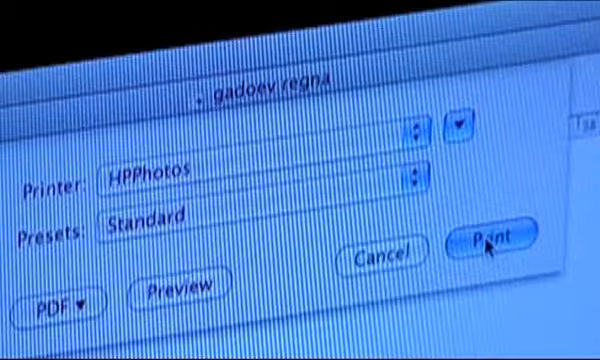 gadoev regna
Printer: HPPhotos
Presets: Standard
PDF Preview Cancel Print